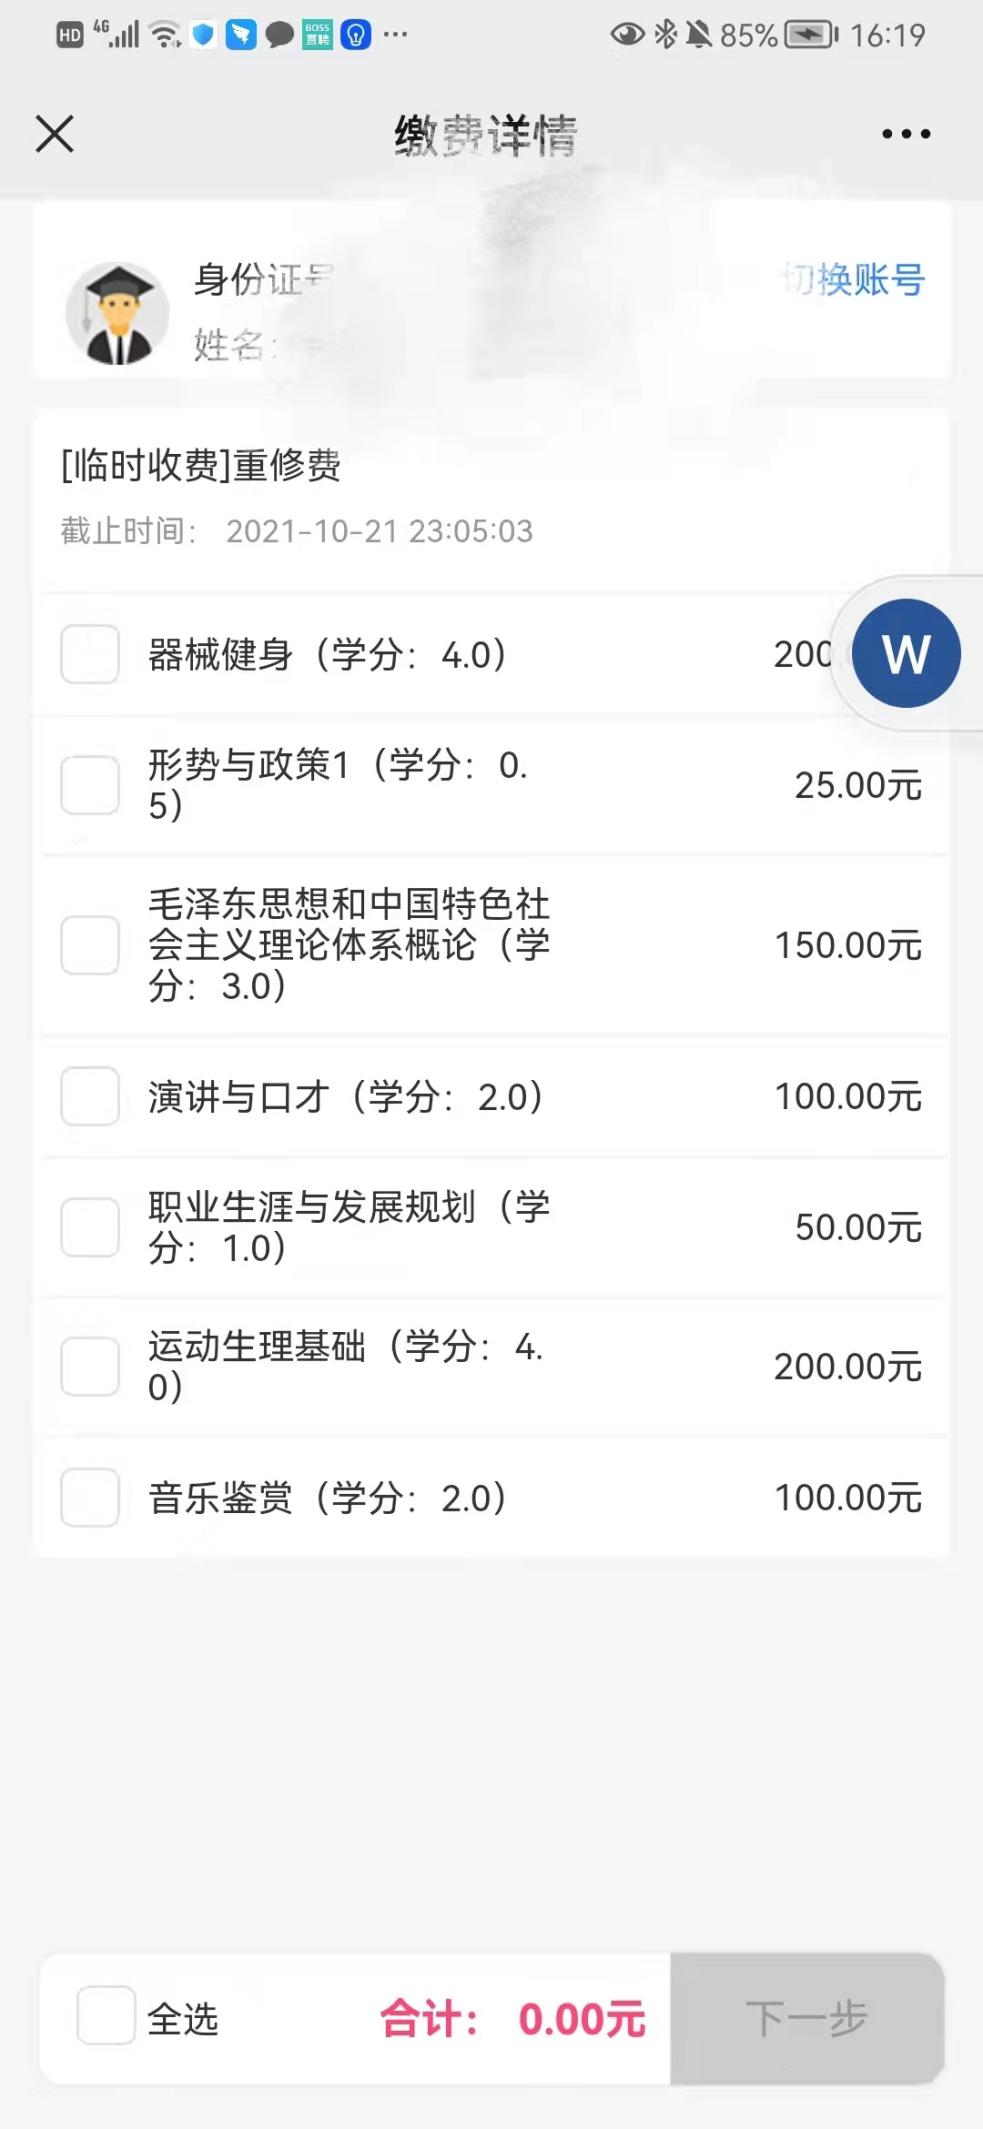 HD 4G BOSS 直聘 85% 16:19
缴费详情
身份证号
切换账号
姓名:
[临时收费]重修费
截止时间： 2021-10-21 23:05:03
器械健身（学分：4.0） 200
W
形势与政策1（学分：0.
5）
25.00元
毛泽东思想和中国特色社
会主义理论体系概论（学
分：3.0）
150.00元
演讲与口才（学分：2.0） 100.00元
职业生涯与发展规划（学
分：1.0）
50.00元
运动生理基础（学分：4.
0）
200.00元
音乐鉴赏（学分：2.0） 100.00元
全选 合计： 0.00元 下一步